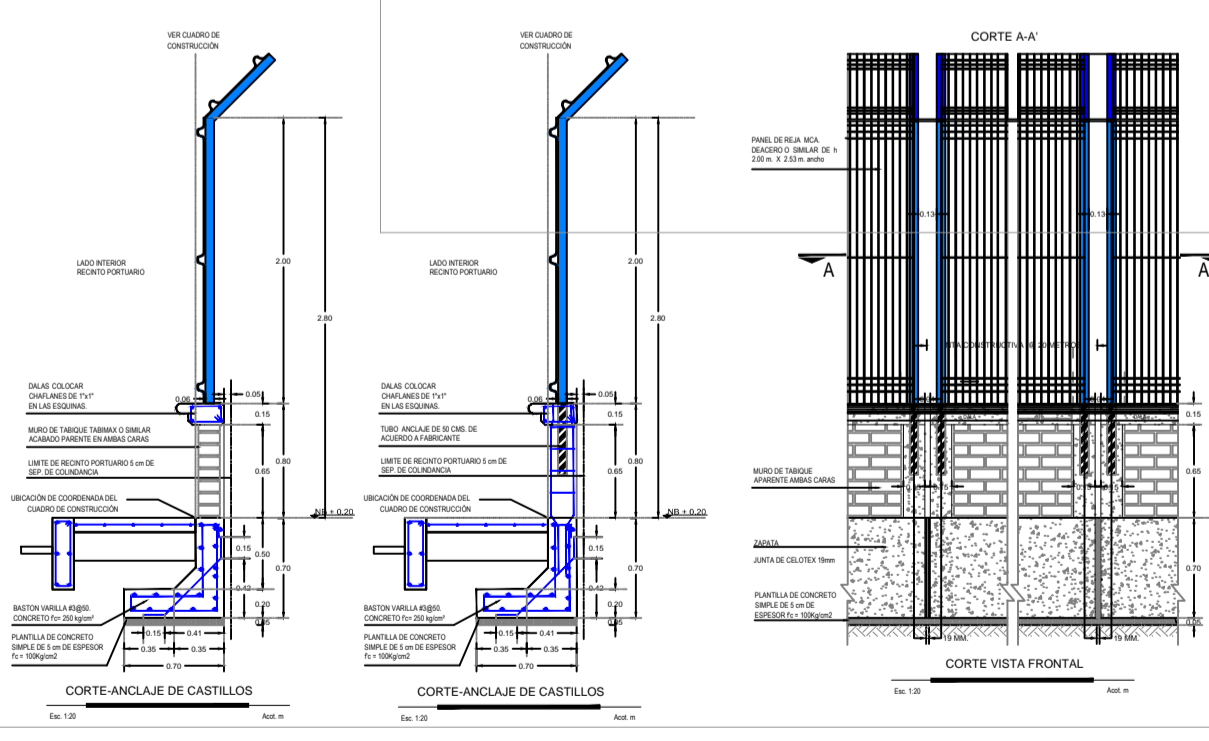 VER CUADRO DE
CONSTRUCCIÓN
LADO INTERIOR
RECINTO PORTUARIO
2.00
2.80
DALAS COLOCAR
CHAFLANES DE 1"x1"
EN LAS ESQUINAS.
0.06
0.05
0.15
MURO DE TABIQUE TABIMAX O SIMILAR
ACABADO PARENTE EN AMBAS CARAS
LIMITE DE RECINTO PORTUARIO 5 cm DE
SEP. DE COLINDANCIA
0.65
0.80
UBICACIÓN DE COORDENADA DEL
CUADRO DE CONSTRUCCIÓN
NB + 0.20
0.15
0.50
0.70
0.42
0.20
0.05
BASTON VARILLA #3@50.
CONCRETO f'c= 250 kg/cm²
PLANTILLA DE CONCRETO
SIMPLE DE 5 cm DE ESPESOR
f'c = 100Kg/cm2
0.15
0.41
0.35
0.35
0.70
CORTE-ANCLAJE DE CASTILLOS
Esc. 1:20
Acot. m
VER CUADRO DE
CONSTRUCCIÓN
LADO INTERIOR
RECINTO PORTUARIO
2.00
2.80
DALAS COLOCAR
CHAFLANES DE 1"x1"
EN LAS ESQUINAS.
0.06
0.05
0.15
TUBO ANCLAJE DE 50 CMS. DE
ACUERDO A FABRICANTE
LIMITE DE RECINTO PORTUARIO 5 cm DE
SEP. DE COLINDANCIA
0.65
0.80
UBICACIÓN DE COORDENADA DEL
CUADRO DE CONSTRUCCIÓN
NB + 0.20
0.15
0.50
0.70
0.42
0.20
0.05
BASTON VARILLA #3@50.
CONCRETO f'c= 250 kg/cm²
PLANTILLA DE CONCRETO
SIMPLE DE 5 cm DE ESPESOR
f'c = 100Kg/cm2
0.15
0.41
0.35
0.35
0.70
CORTE-ANCLAJE DE CASTILLOS
Esc. 1:20
Acot. m
CORTE A-A'
PANEL DE REJA MCA.
DEACERO O SIMILAR DE h
2.00 m. X 2.53 m. ancho
0.13
0.13
A
A
CONSTRUCTIVA 20 METROS
0.15
0.65
MURO DE TABIQUE
APARENTE AMBAS CARAS
0.15
0.15
ZAPATA
JUNTA DE CELOTEX 19mm
0.70
PLANTILLA DE CONCRETO
SIMPLE DE 5 cm DE
ESPESOR f'c = 100Kg/cm2
0.05
19 MM.
19 MM.
CORTE VISTA FRONTAL
Esc. 1:20
Acot. m